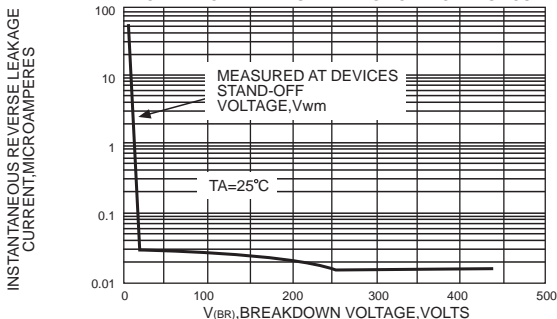 INSTANTANEOUS REVERSE LEAKAGE
CURRENT,MICROAMPERES
100
10
1
0.1
0.01
MEASURED AT DEVICES
STAND-OFF
VOLTAGE,Vwm
TA=25°C
0 100 200 300 400 500
V(BR),BREAKDOWN VOLTAGE,VOLTS